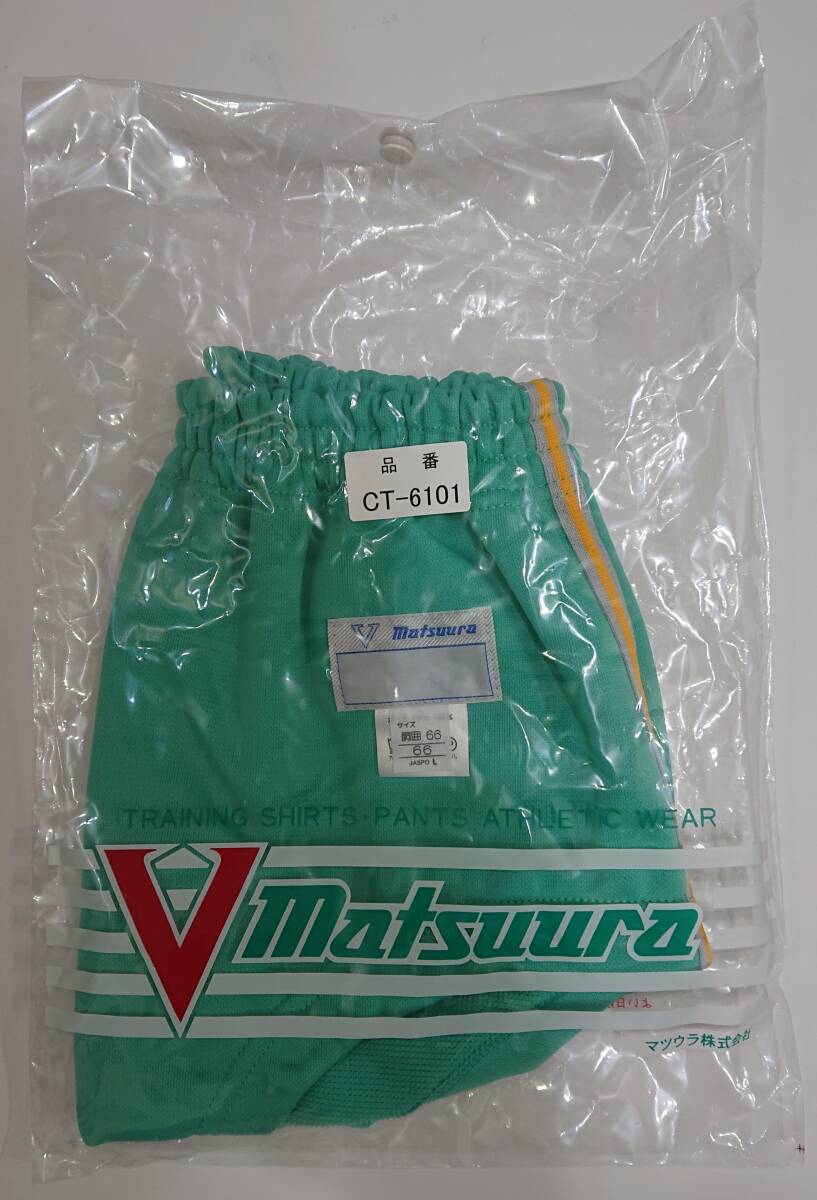 品 番
CT-6101
V matsuura
サイズ
胴囲 66
66
JASPO L
TRAINING SHIRTS・PANTS ATHLETIC WEAR
V Matsuura
マツウラ株式会社